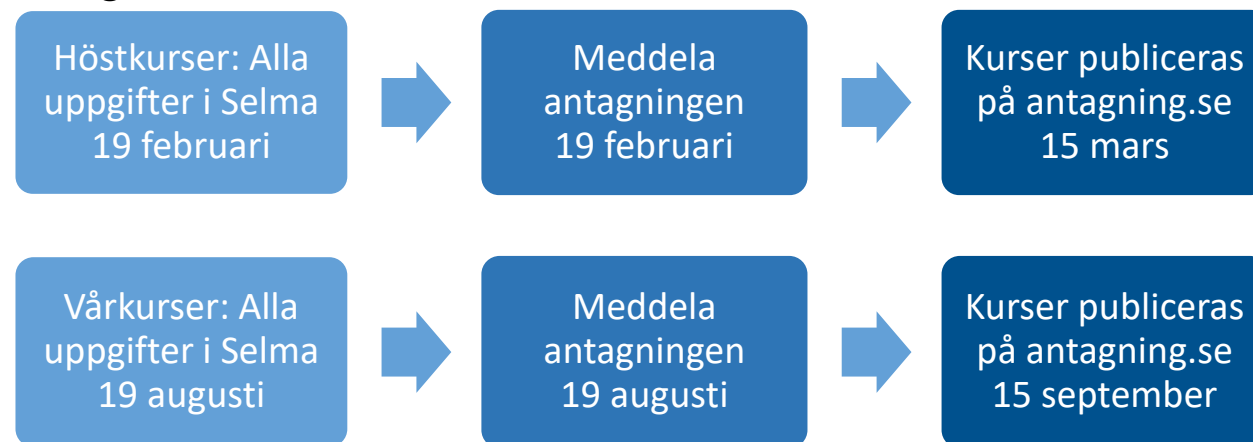 Höstkurser: Alla
uppgifter i Selma
19 februari
Meddela
antagningen
19 februari
Kurser publiceras
på antagning.se
15 mars
Vårkurser: Alla
uppgifter i Selma
19 augusti
Meddela
antagningen
19 augusti
Kurser publiceras
på antagning.se
15 september